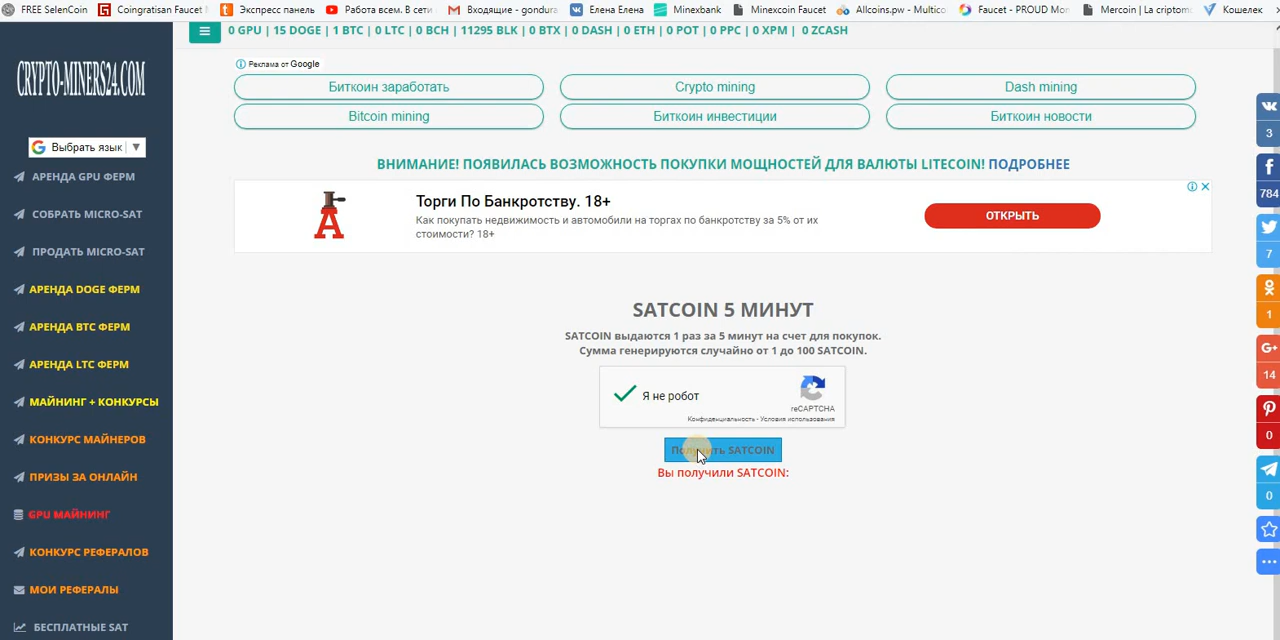 FREE SelenCoin
Coingratisan Faucet
Экспресс панель
Работа всем. В сети
Входящие - gondura
Елена Елена
Minexbank
Minexcoin Faucet
Allcoins.pw - Multico
Faucet - PROUD Mon
Mercoin | La criptom
Кошелек
0 GPU | 15 DOGE | 1 BTC | 0 LTC | 0 BCH | 11295 BLK | 0 BTX | 0 DASH | 0 ETH | 0 POT | 0 PPC | 0 XPM | 0 ZCASH
CRYPTO-MINERS24.COM
Выбрать язык
АРЕНДА GPU ФЕРМ
СОБРАТЬ MICRO-SAT
ПРОДАТЬ MICRO-SAT
АРЕНДА DOGE ФЕРМ
АРЕНДА BTC ФЕРМ
АРЕНДА LTC ФЕРМ
МАЙНИНГ + КОНКУРСЫ
КОНКУРС МАЙНЕРОВ
ПРИЗЫ ЗА ОНЛАЙН
GPU МАЙНИНГ
КОНКУРС РЕФЕРАЛОВ
МОИ РЕФЕРАЛЫ
БЕСПЛАТНЫЕ SAT
Реклама от Google
Биткоин заработать
Crypto mining
Dash mining
Bitcoin mining
Биткоин инвестиции
Биткоин новости
ВНИМАНИЕ! ПОЯВИЛАСЬ ВОЗМОЖНОСТЬ ПОКУПКИ МОЩНОСТЕЙ ДЛЯ ВАЛЮТЫ LITECOIN! ПОДРОБНЕЕ
Торги По Банкротству. 18+
Как покупать недвижимость и автомобили на торгах по банкротству за 5% от их
стоимости? 18+
ОТКРЫТЬ
SATCOIN 5 МИНУТ
SATCOIN выдаются 1 раз за 5 минут на счет для покупок.
Сумма генерируются случайно от 1 до 100 SATCOIN.
Я не робот
reCAPTCHA
Конфиденциальность - Условия использования
Получить SATCOIN
Вы получили SATCOIN:
3
784
7
1
G+
14
0
0